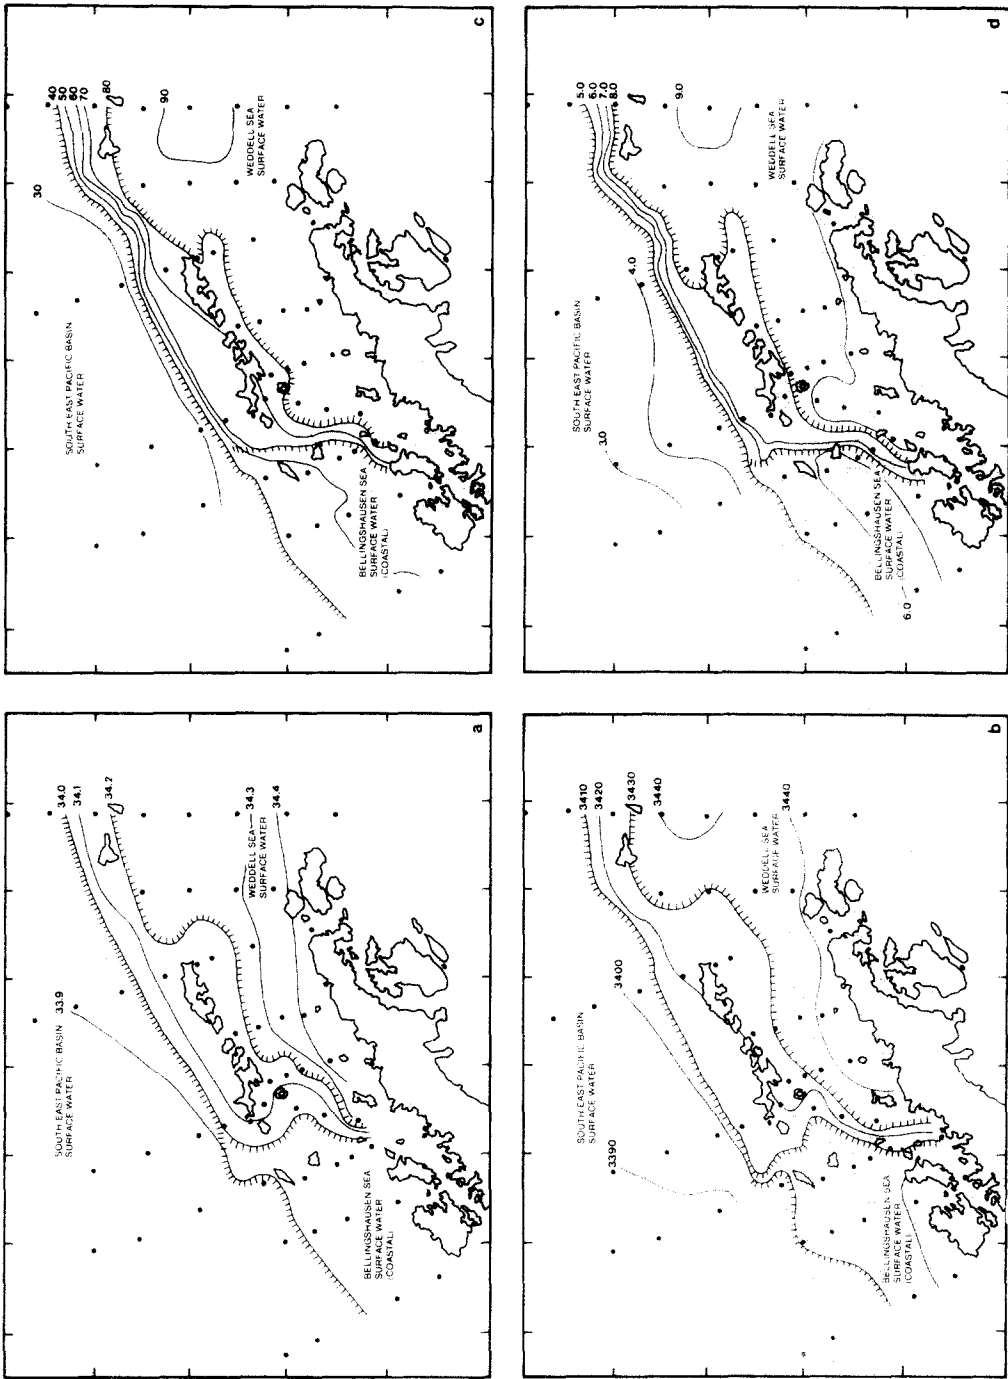 SOUTH EAST PACIFIC BASIN
SURFACE WATER
33.9
34.0
34.1
34.2
34.3
34.4
WEDDELL SEA
SURFACE WATER
BELLINGSHAUSEN SEA
SURFACE WATER
(COASTAL)
a
SOUTH EAST PACIFIC BASIN
SURFACE WATER
30
40
50
60
70
80
90
WEDDELL SEA
SURFACE WATER
BELLINGSHAUSEN SEA
SURFACE WATER
(COASTAL)
c
SOUTH EAST PACIFIC BASIN
SURFACE WATER
3390
3400
3410
3420
3430
3440
3440
WEDDELL SEA
SURFACE WATER
BELLINGSHAUSEN SEA
SURFACE WATER
(COASTAL)
b
SOUTH EAST PACIFIC BASIN
SURFACE WATER
3.0
4.0
5.0
6.0
7.0
8.0
9.0
WEDDELL SEA
SURFACE WATER
BELLINGSHAUSEN SEA
SURFACE WATER
(COASTAL)
6.0
d